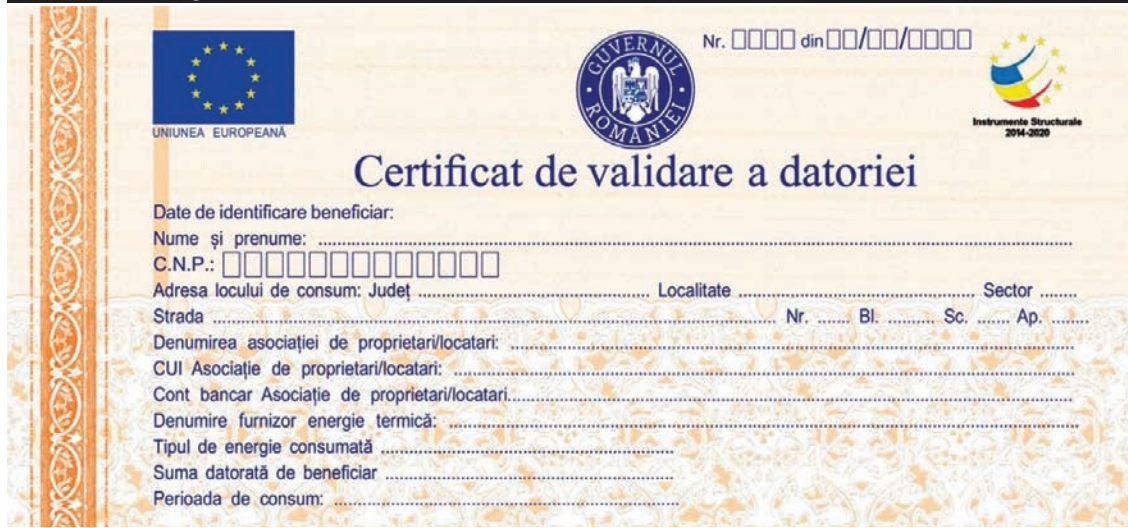 UNIUNEA EUROPEANĂ
GUVERNUL ROMÂNIEI
Nr. □□□□ din □□/□□/□□□□
Instrumente Structurale
2014-2020
Certificat de validare a datoriei
Date de identificare beneficiar:
Nume și prenume: ........................................
C.N.P.: □□□□□□□□□□□□□
Adresa locului de consum: Județ ........................................ Localitate ........................................ Sector ........
Strada ........................................ Nr. ....... Bl. .......... Sc. ....... Ap. ........
Denumirea asociației de proprietari/locatari: ........................................
CUI Asociație de proprietari/locatari: ........................................
Cont bancar Asociație de proprietari/locatari........................................
Denumire furnizor energie termică: ........................................
Tipul de energie consumată ........................................
Suma datorată de beneficiar ........................................
Perioada de consum: ........................................